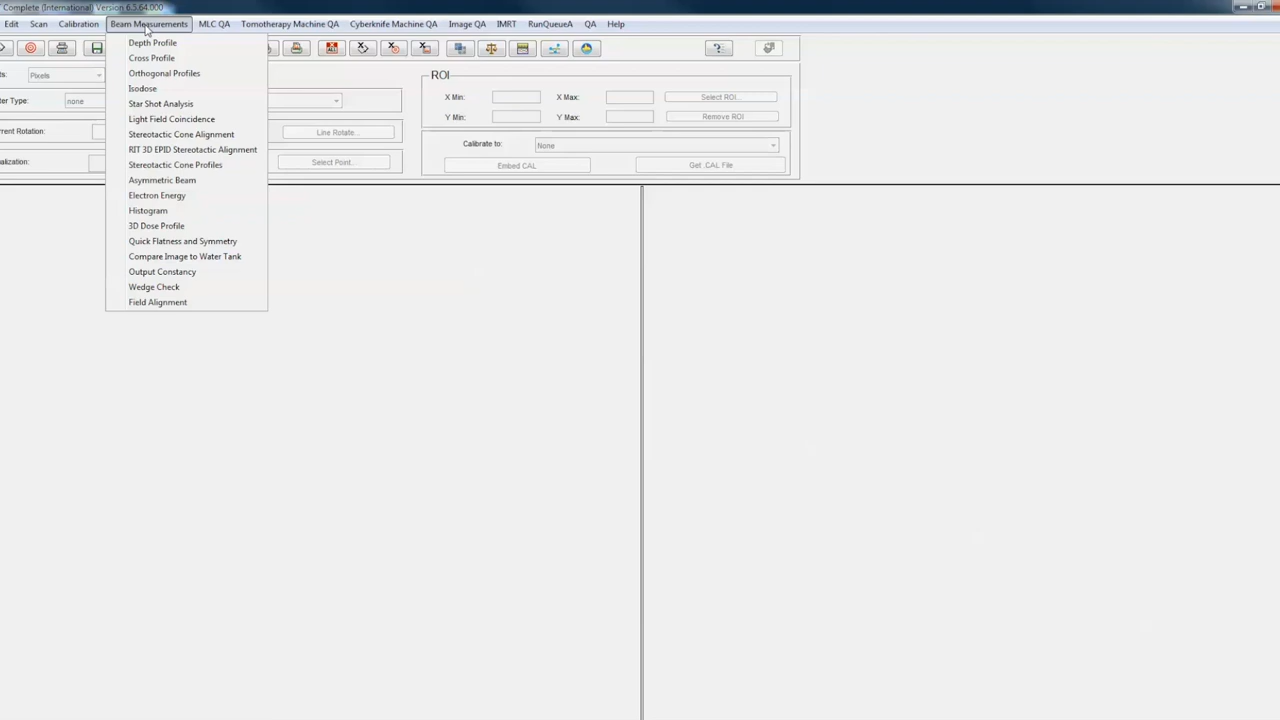 Complete (International) Version 6.5.64.000
Edit Scan Calibration Beam Measurements MLC QA Tomotherapy Machine QA Cyberknife Machine QA Image QA IMRT RunQueueA QA Help
Depth Profile
Cross Profile
Orthogonal Profiles
Isodose
Star Shot Analysis
Light Field Coincidence
Stereotactic Cone Alignment
RIT 3D EPID Stereotactic Alignment
Stereotactic Cone Profiles
Asymmetric Beam
Electron Energy
Histogram
3D Dose Profile
Quick Flatness and Symmetry
Compare Image to Water Tank
Output Constancy
Wedge Check
Field Alignment
ts: Pixels
ter Type: none
rrent Rotation: Line Rotate...
alization: Select Point...
ROI
X Min: X Max: Select ROI...
Y Min: Y Max: Remove ROI
Calibrate to: None
Embed CAL Get .CAL File